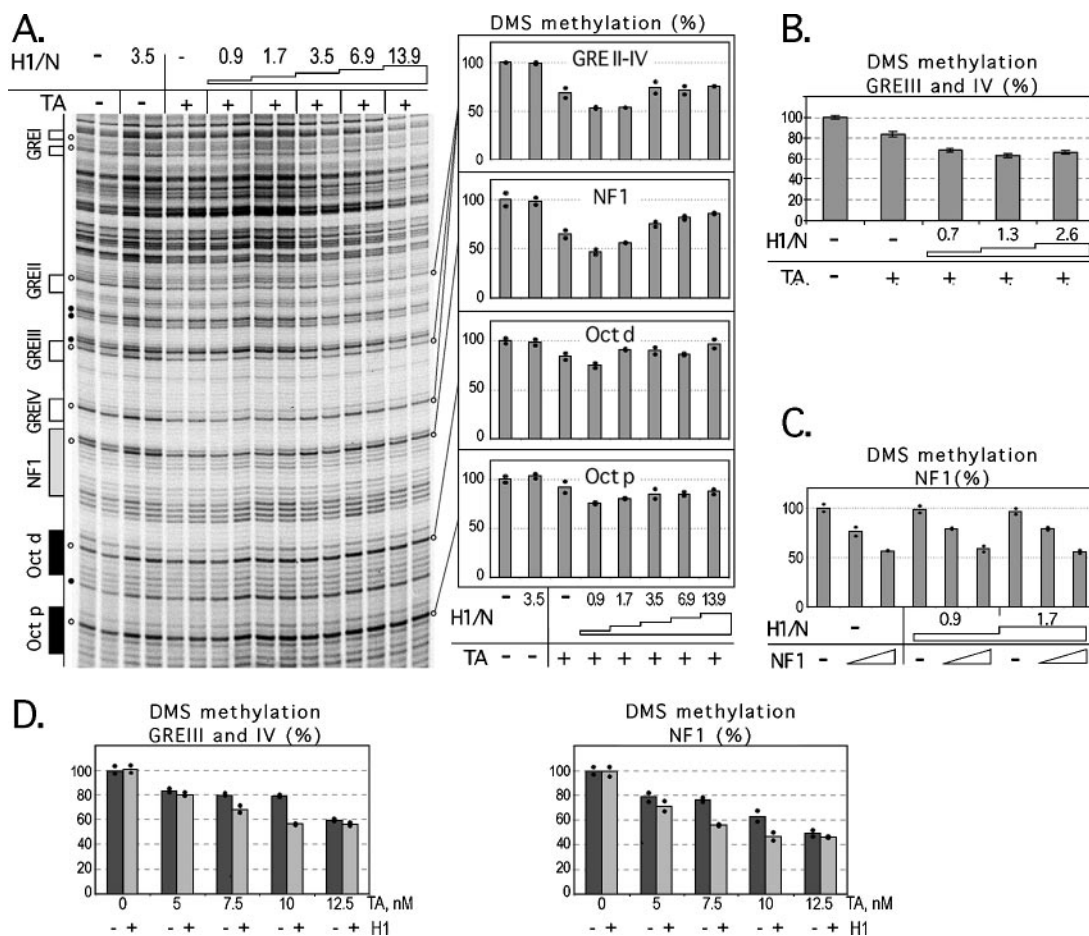 A.
H1/N - 3.5 - 0.9 1.7 3.5 6.9 13.9
TA - - + + + + + +
GREI
GREII
GREIII
GREIV
NF1
Oct d
Oct p
DMS methylation (%)
GRE II-IV
100
50
0
NF1
100
50
0
Oct d
100
50
0
Oct p
100
50
0
- 3.5 - 0.9 1.7 3.5 6.9 13.9
H1/N
TA - - + + + + + +
B.
DMS methylation
GREIII and IV (%)
100
80
60
40
20
0
H1/N - - 0.7 1.3 2.6
TA - + + + +
C.
DMS methylation
NF1(%)
100
50
0
H1/N - 0.9 1.7
NF1 - - -
D.
DMS methylation
GREIII and IV (%)
100
80
60
40
20
0
0 5 7.5 10 12.5 TA, nM
- + - + - + - + - + H1
DMS methylation
NF1 (%)
100
80
60
40
20
0
0 5 7.5 10 12.5 TA, nM
- + - + - + - + - + H1